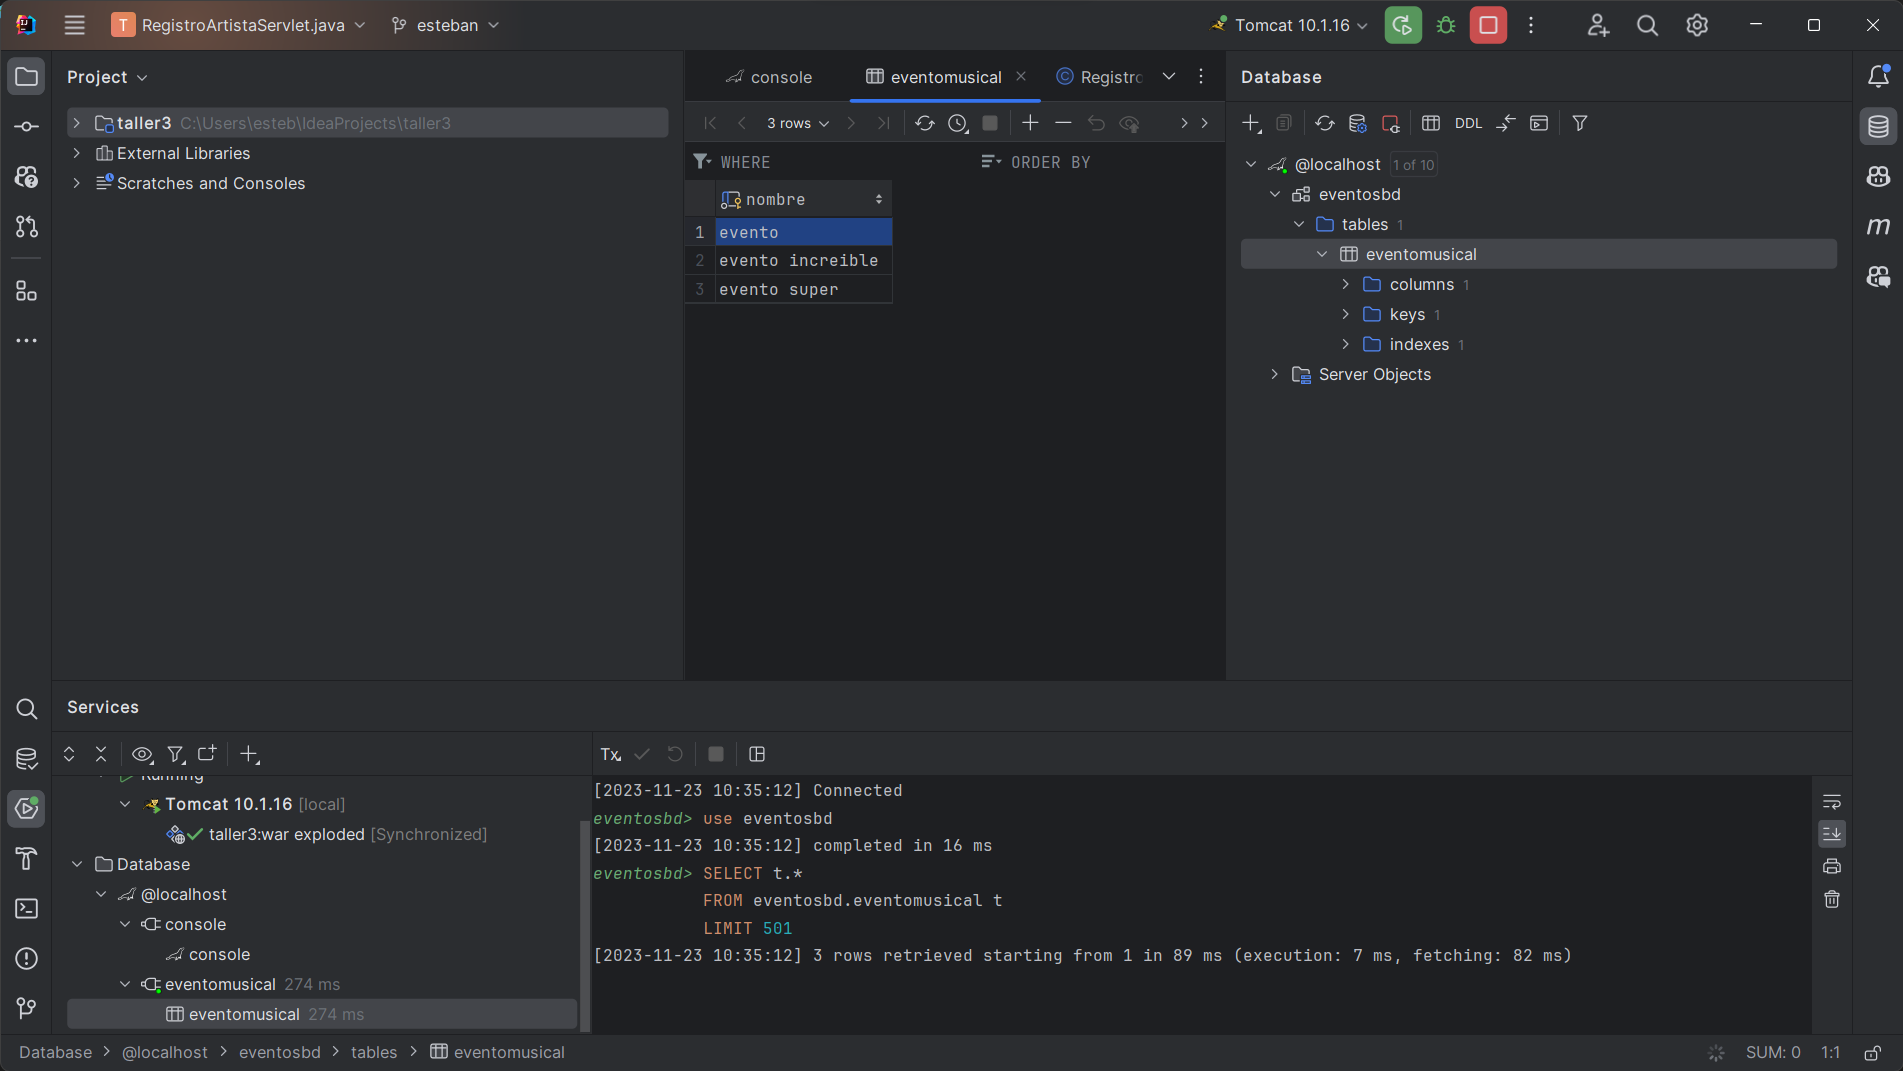 T RegistroArtistaServlet.java esteban Tomcat 10.1.16
Project
taller3 C:\Users\esteb\IdeaProjects\taller3
External Libraries
Scratches and Consoles
console eventomusical Registro
3 rows
WHERE ORDER BY
nombre
1 evento
2 evento increible
3 evento super
Database
DDL
@localhost 1 of 10
eventosbd
tables 1
eventomusical
columns 1
keys 1
indexes 1
Server Objects
m
Services
Running
Tomcat 10.1.16 [local]
taller3:war exploded [Synchronized]
Database
@localhost
console
console
eventomusical 274 ms
eventomusical 274 ms
Tx
[2023-11-23 10:35:12] Connected
eventosbd> use eventosbd
[2023-11-23 10:35:12] completed in 16 ms
eventosbd> SELECT t.*
FROM eventosbd.eventomusical t
LIMIT 501
[2023-11-23 10:35:12] 3 rows retrieved starting from 1 in 89 ms (execution: 7 ms, fetching: 82 ms)
Database > @localhost > eventosbd > tables > eventomusical
SUM: 0 1:1